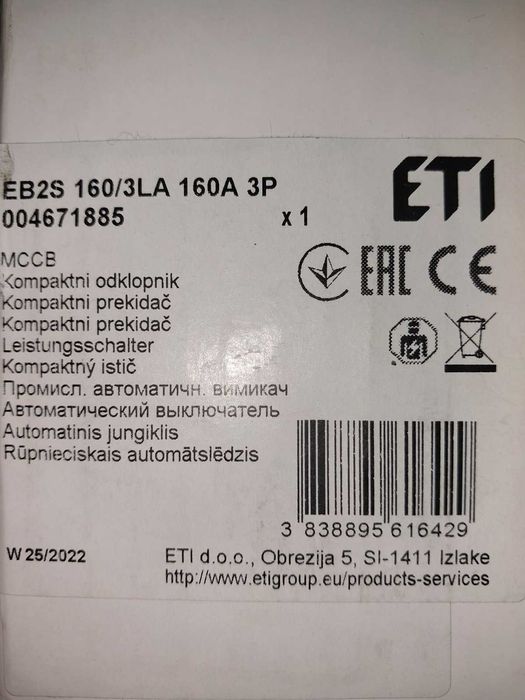 ETI
EB2S 160/3LA 160A 3P
004671885 x 1
MCCB
Kompaktni odklopnik
Kompaktni prekidač
Kompaktni prekidač
Leistungsschalter
Kompaktný istič
Промисл. автоматичн. вимикач
Автоматический выключатель
Automatinis jungiklis
Rūpnieciskais automātslēdzis
EAC CE
3 838895 616429
W 25/2022
ETI d.o.o., Obrezija 5, SI-1411 Izlake
http://www.etigroup.eu/products-services